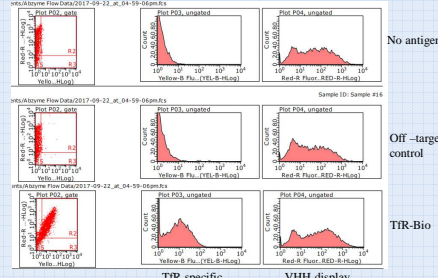 nts/Abzyme Flow Data/2017-09-22_at_04-59-06pm.fcs
Plot P02, gate
Plot P03, ungated
Plot P04, ungated
Red-R ...-HLog)
R2
R3
Yello...HLog)
Count
Yellow-B Flu...(YEL-B-HLog)
Count
Red-R Fluor...RED-R-HLog)
No antigen
Sample ID: Sample #16
nts/Abzyme Flow Data/2017-09-22_at_04-59-06pm.fcs
Plot P02, gate
Plot P03, ungated
Plot P04, ungated
Red-R ...-HLog)
R2
R3
Yello...HLog)
Count
Yellow-B Flu...(YEL-B-HLog)
Count
Red-R Fluor...RED-R-HLog)
Off –target
control
nts/Abzyme Flow Data/2017-09-22_at_04-59-06pm.fcs
Plot P02, gate
Plot P03, ungated
Plot P04, ungated
Red-R ...-HLog)
R2
R3
Yello...HLog)
Count
Yellow-B Flu...(YEL-B-HLog)
Count
Red-R Fluor...RED-R-HLog)
TfR-Bio
TfR specific
VHH display